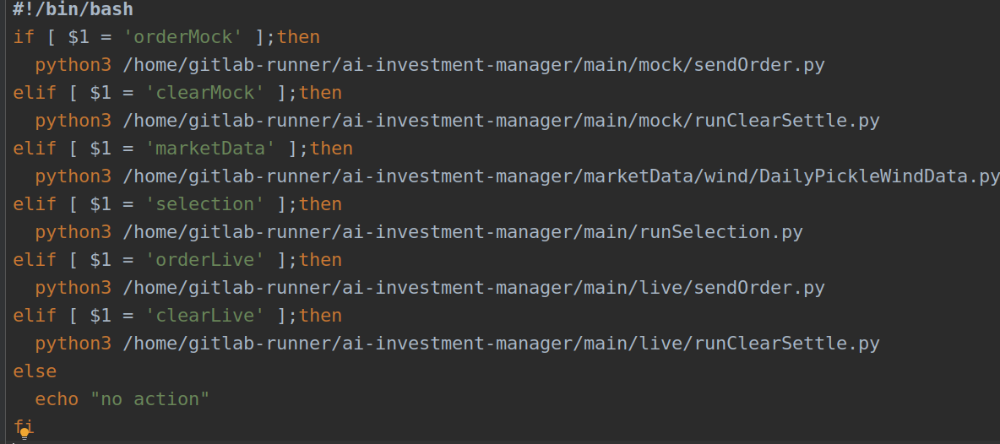 #!/bin/bash
if [ $1 = 'orderMock' ];then
  python3 /home/gitlab-runner/ai-investment-manager/main/mock/sendOrder.py
elif [ $1 = 'clearMock' ];then
  python3 /home/gitlab-runner/ai-investment-manager/main/mock/runClearSettle.py
elif [ $1 = 'marketData' ];then
  python3 /home/gitlab-runner/ai-investment-manager/marketData/wind/DailyPickleWindData.py
elif [ $1 = 'selection' ];then
  python3 /home/gitlab-runner/ai-investment-manager/main/runSelection.py
elif [ $1 = 'orderLive' ];then
  python3 /home/gitlab-runner/ai-investment-manager/main/live/sendOrder.py
elif [ $1 = 'clearLive' ];then
  python3 /home/gitlab-runner/ai-investment-manager/main/live/runClearSettle.py
else
  echo "no action"
fi